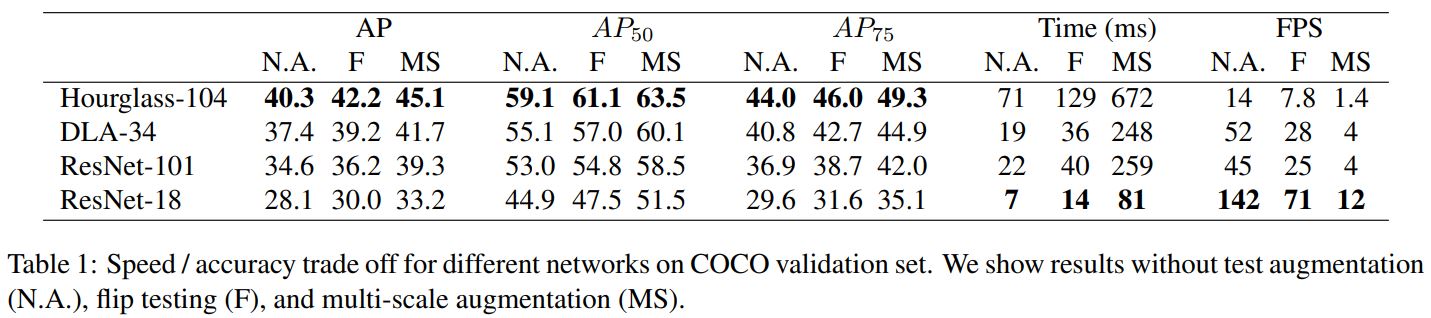 AP AP50 AP75 Time (ms) FPS
N.A. F MS N.A. F MS N.A. F MS N.A. F MS N.A. F MS
Hourglass-104 40.3 42.2 45.1 59.1 61.1 63.5 44.0 46.0 49.3 71 129 672 14 7.8 1.4
DLA-34 37.4 39.2 41.7 55.1 57.0 60.1 40.8 42.7 44.9 19 36 248 52 28 4
ResNet-101 34.6 36.2 39.3 53.0 54.8 58.5 36.9 38.7 42.0 22 40 259 45 25 4
ResNet-18 28.1 30.0 33.2 44.9 47.5 51.5 29.6 31.6 35.1 7 14 81 142 71 12
Table 1: Speed / accuracy trade off for different networks on COCO validation set. We show results without test augmentation
(N.A.), flip testing (F), and multi-scale augmentation (MS).